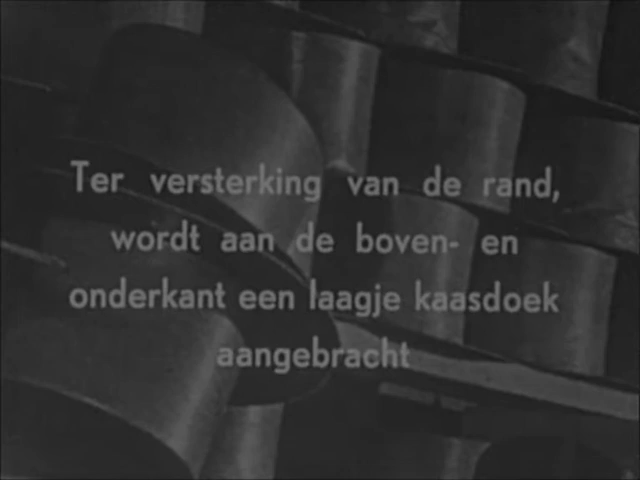 Ter versterking van de rand,
wordt aan de boven- en
onderkant een laagje kaasdoek
aangebracht